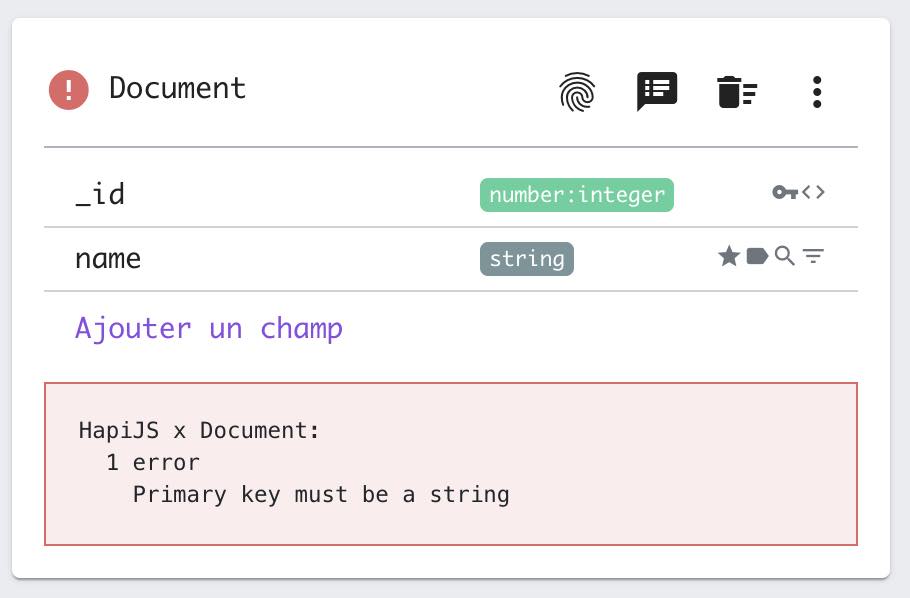 Document
_id number:integer
name string
Ajouter un champ
HapiJS x Document:
1 error
Primary key must be a string